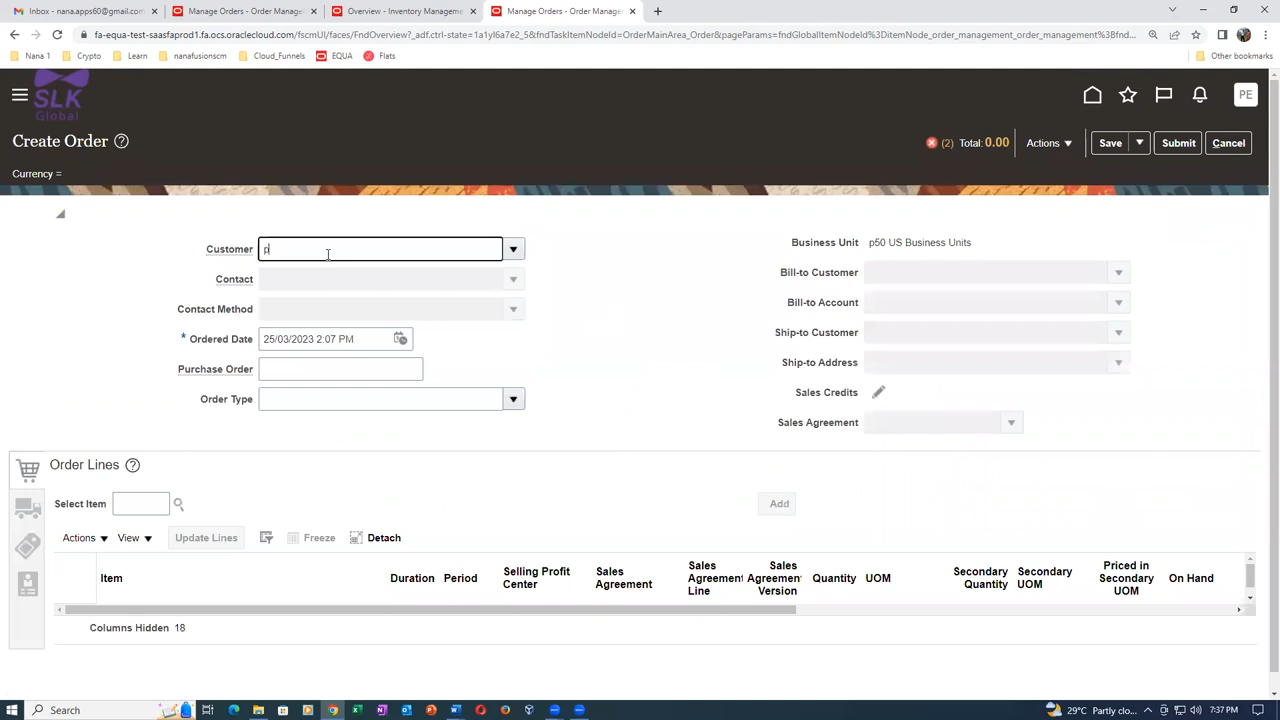 Inbox - nana.apps60@gmail.com
Manage Orders - Order Manage
Overview - Inventory Management
Manage Orders - Order Manage
fa-equa-test-saasfaprod1.fa.ocs.oraclecloud.com/fscmUI/faces/FndOverview?_adf.ctrl-state=1a1yl6a7e2_5&fndTaskItemNodeId=OrderMainArea_Order&pageParams=fndGlobalItemNodeId%3DitemNode_order_management_order_management%3Bfnd...
Nana 1
Crypto
Learn
nanafusionscm
Cloud_Funnels
EQUA
Flats
Other bookmarks
SLK
Global
PE
Create Order
(2) Total: 0.00
Actions
Save
Submit
Cancel
Currency =
Customer p
Contact
Contact Method
* Ordered Date 25/03/2023 2:07 PM
Purchase Order
Order Type
Business Unit p50 US Business Units
Bill-to Customer
Bill-to Account
Ship-to Customer
Ship-to Address
Sales Credits
Sales Agreement
Order Lines
Select Item
Add
Actions View Update Lines Freeze Detach
Item
Duration
Period
Selling Profit
Center
Sales
Agreement
Sales
Agreement
Line
Sales
Agreement
Version
Quantity
UOM
Secondary
Quantity
Secondary
UOM
Priced in
Secondary
UOM
On Hand
Columns Hidden 18
Search
29°C Partly clo...
ENG
7:37 PM